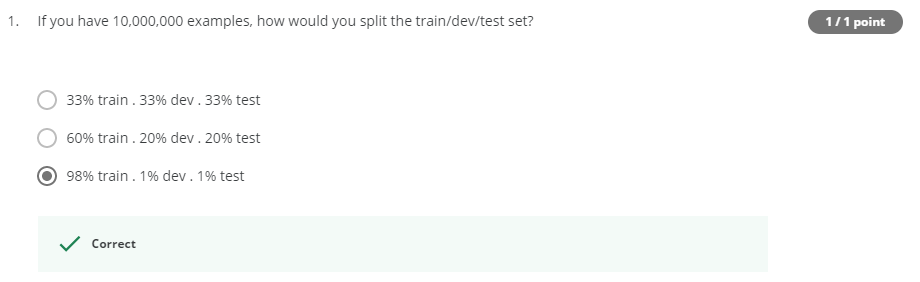 1. If you have 10,000,000 examples, how would you split the train/dev/test set?
1 / 1 point
33% train . 33% dev . 33% test
60% train . 20% dev . 20% test
98% train . 1% dev . 1% test
Correct